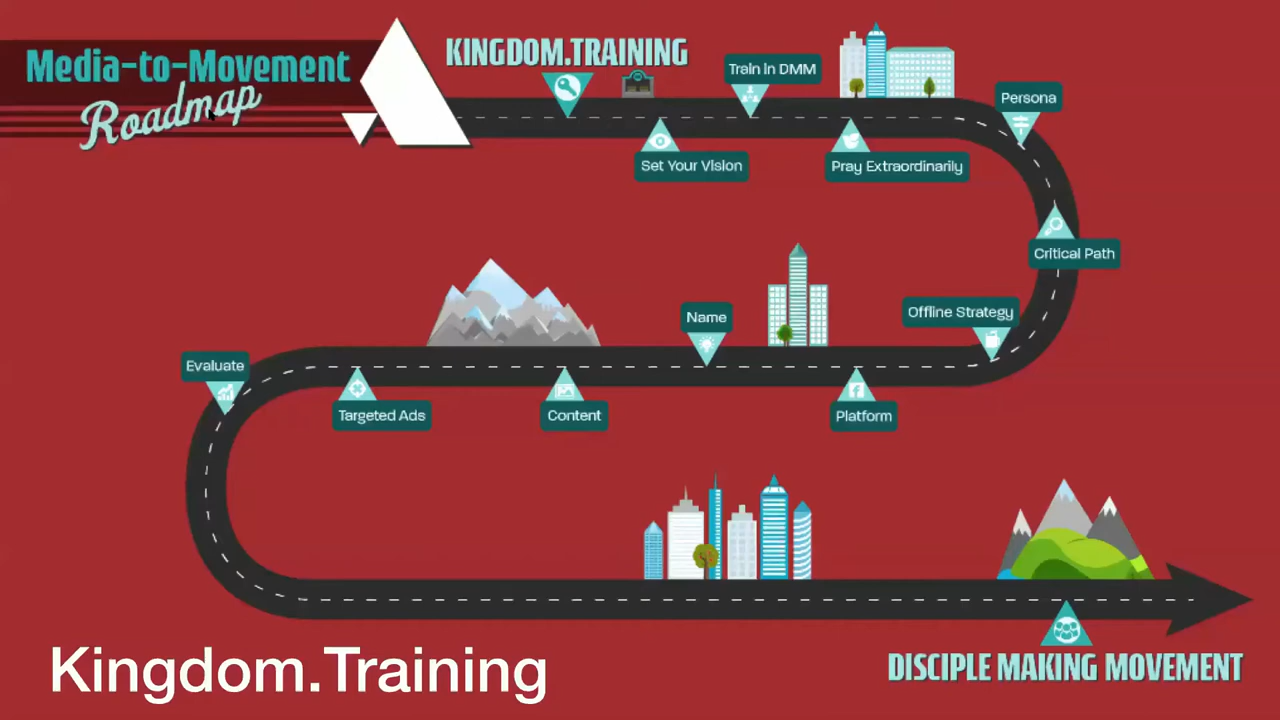 Media-to-Movement
Roadmap
KINGDOM.TRAINING
Set Your Vision
Train in DMM
Pray Extraordinarily
Persona
Critical Path
Offline Strategy
Platform
Name
Content
Targeted Ads
Evaluate
DISCIPLE MAKING MOVEMENT
Kingdom.Training